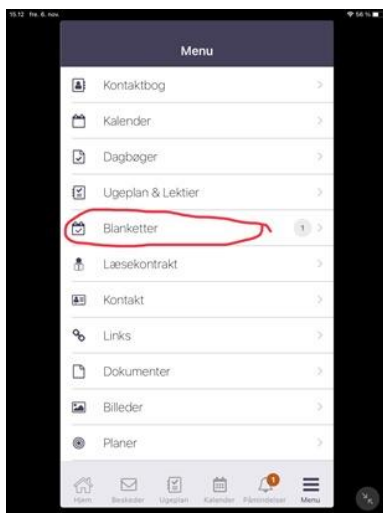 15.12 fre. 6. nov.
56 %
Menu
Kontaktbog
Kalender
Dagbøger
Ugeplan & Lektier
Blanketter 1
Læsekontrakt
Kontakt
Links
Dokumenter
Billeder
Planer
1
Hjem Beskeder Ugeplan Kalender Påmindelser Menu